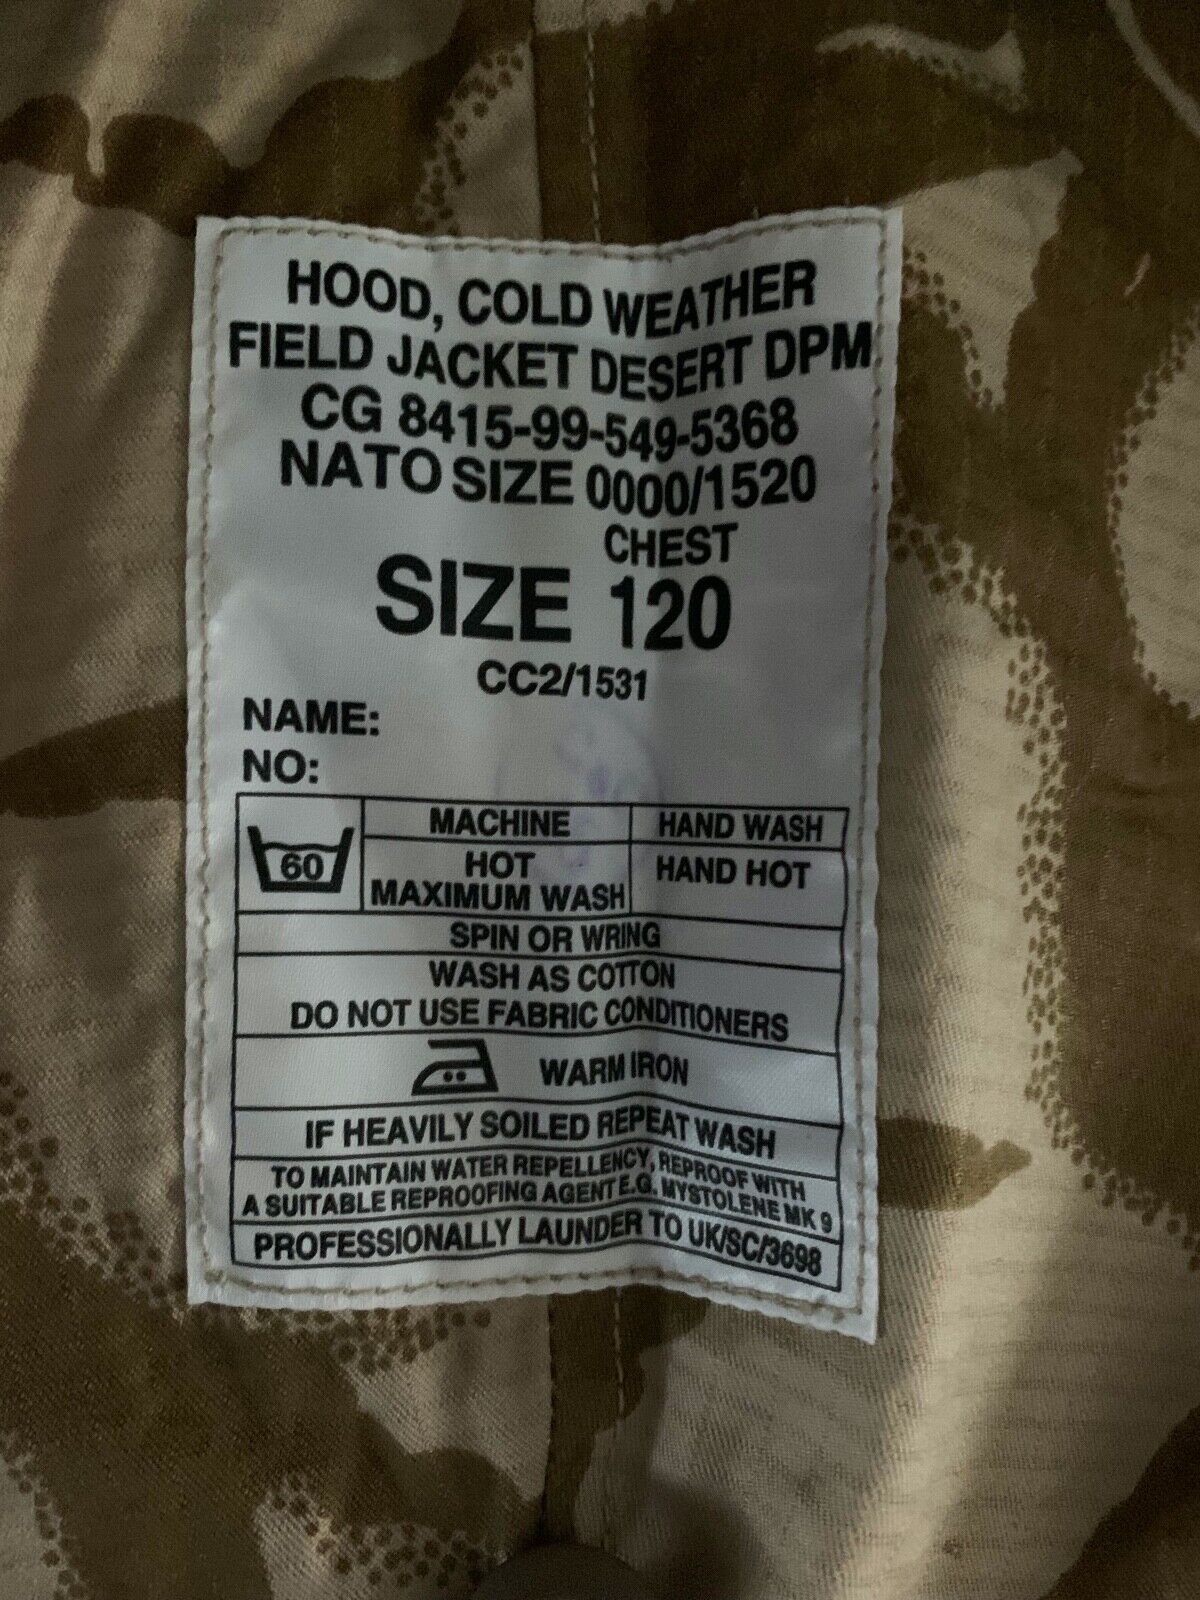 HOOD, COLD WEATHER
FIELD JACKET DESERT DPM
CG 8415-99-549-5368
NATO SIZE 0000/1520
CHEST
SIZE 120
CC2/1531
NAME:
NO:
60
MACHINE HAND WASH
HOT HAND HOT
MAXIMUM WASH
SPIN OR WRING
WASH AS COTTON
DO NOT USE FABRIC CONDITIONERS
WARM IRON
IF HEAVILY SOILED REPEAT WASH
TO MAINTAIN WATER REPELLENCY, REPROOF WITH
A SUITABLE REPROOFING AGENT E.G. MYSTOLENE MK 9
PROFESSIONALLY LAUNDER TO UK/SC/3698